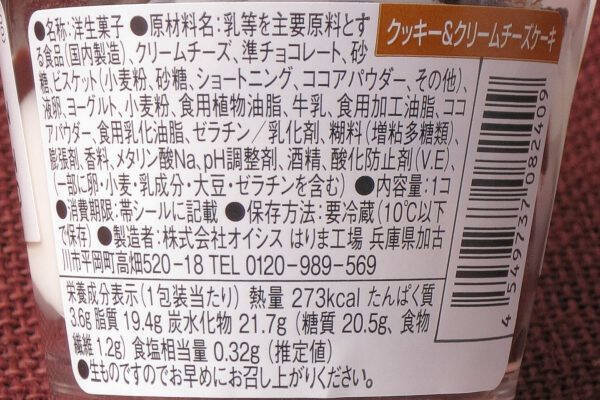 クッキー&クリームチーズケーキ
●名称:洋生菓子 ●原材料名:乳等を主要原料とす
る食品(国内製造)、クリームチーズ、準チョコレート、砂
糖、ビスケット(小麦粉、砂糖、ショートニング、ココアパウダー、その他)、
液卵、ヨーグルト、小麦粉、食用植物油脂、牛乳、食用加工油脂、ココ
アパウダー、食用乳化油脂、ゼラチン/乳化剤、糊料(増粘多糖類)、
膨張剤、香料、メタリン酸Na、pH調整剤、酒精、酸化防止剤(V.E)、
(一部に卵・小麦・乳成分・大豆・ゼラチンを含む) ●内容量:1コ
●消費期限:帯シールに記載 ●保存方法:要冷蔵(10℃以下
で保存) ●製造者:株式会社オイシス はりま工場 兵庫県加古
川市平岡町高畑520-18 TEL 0120-989-569
栄養成分表示(1包装当たり) 熱量 273kcal たんぱく質
3.6g 脂質 19.4g 炭水化物 21.7g (糖質 20.5g、食物
繊維 1.2g) 食塩相当量 0.32g (推定値)
●生ものですのでお早めにお召し上がりください。
4 549737 082409